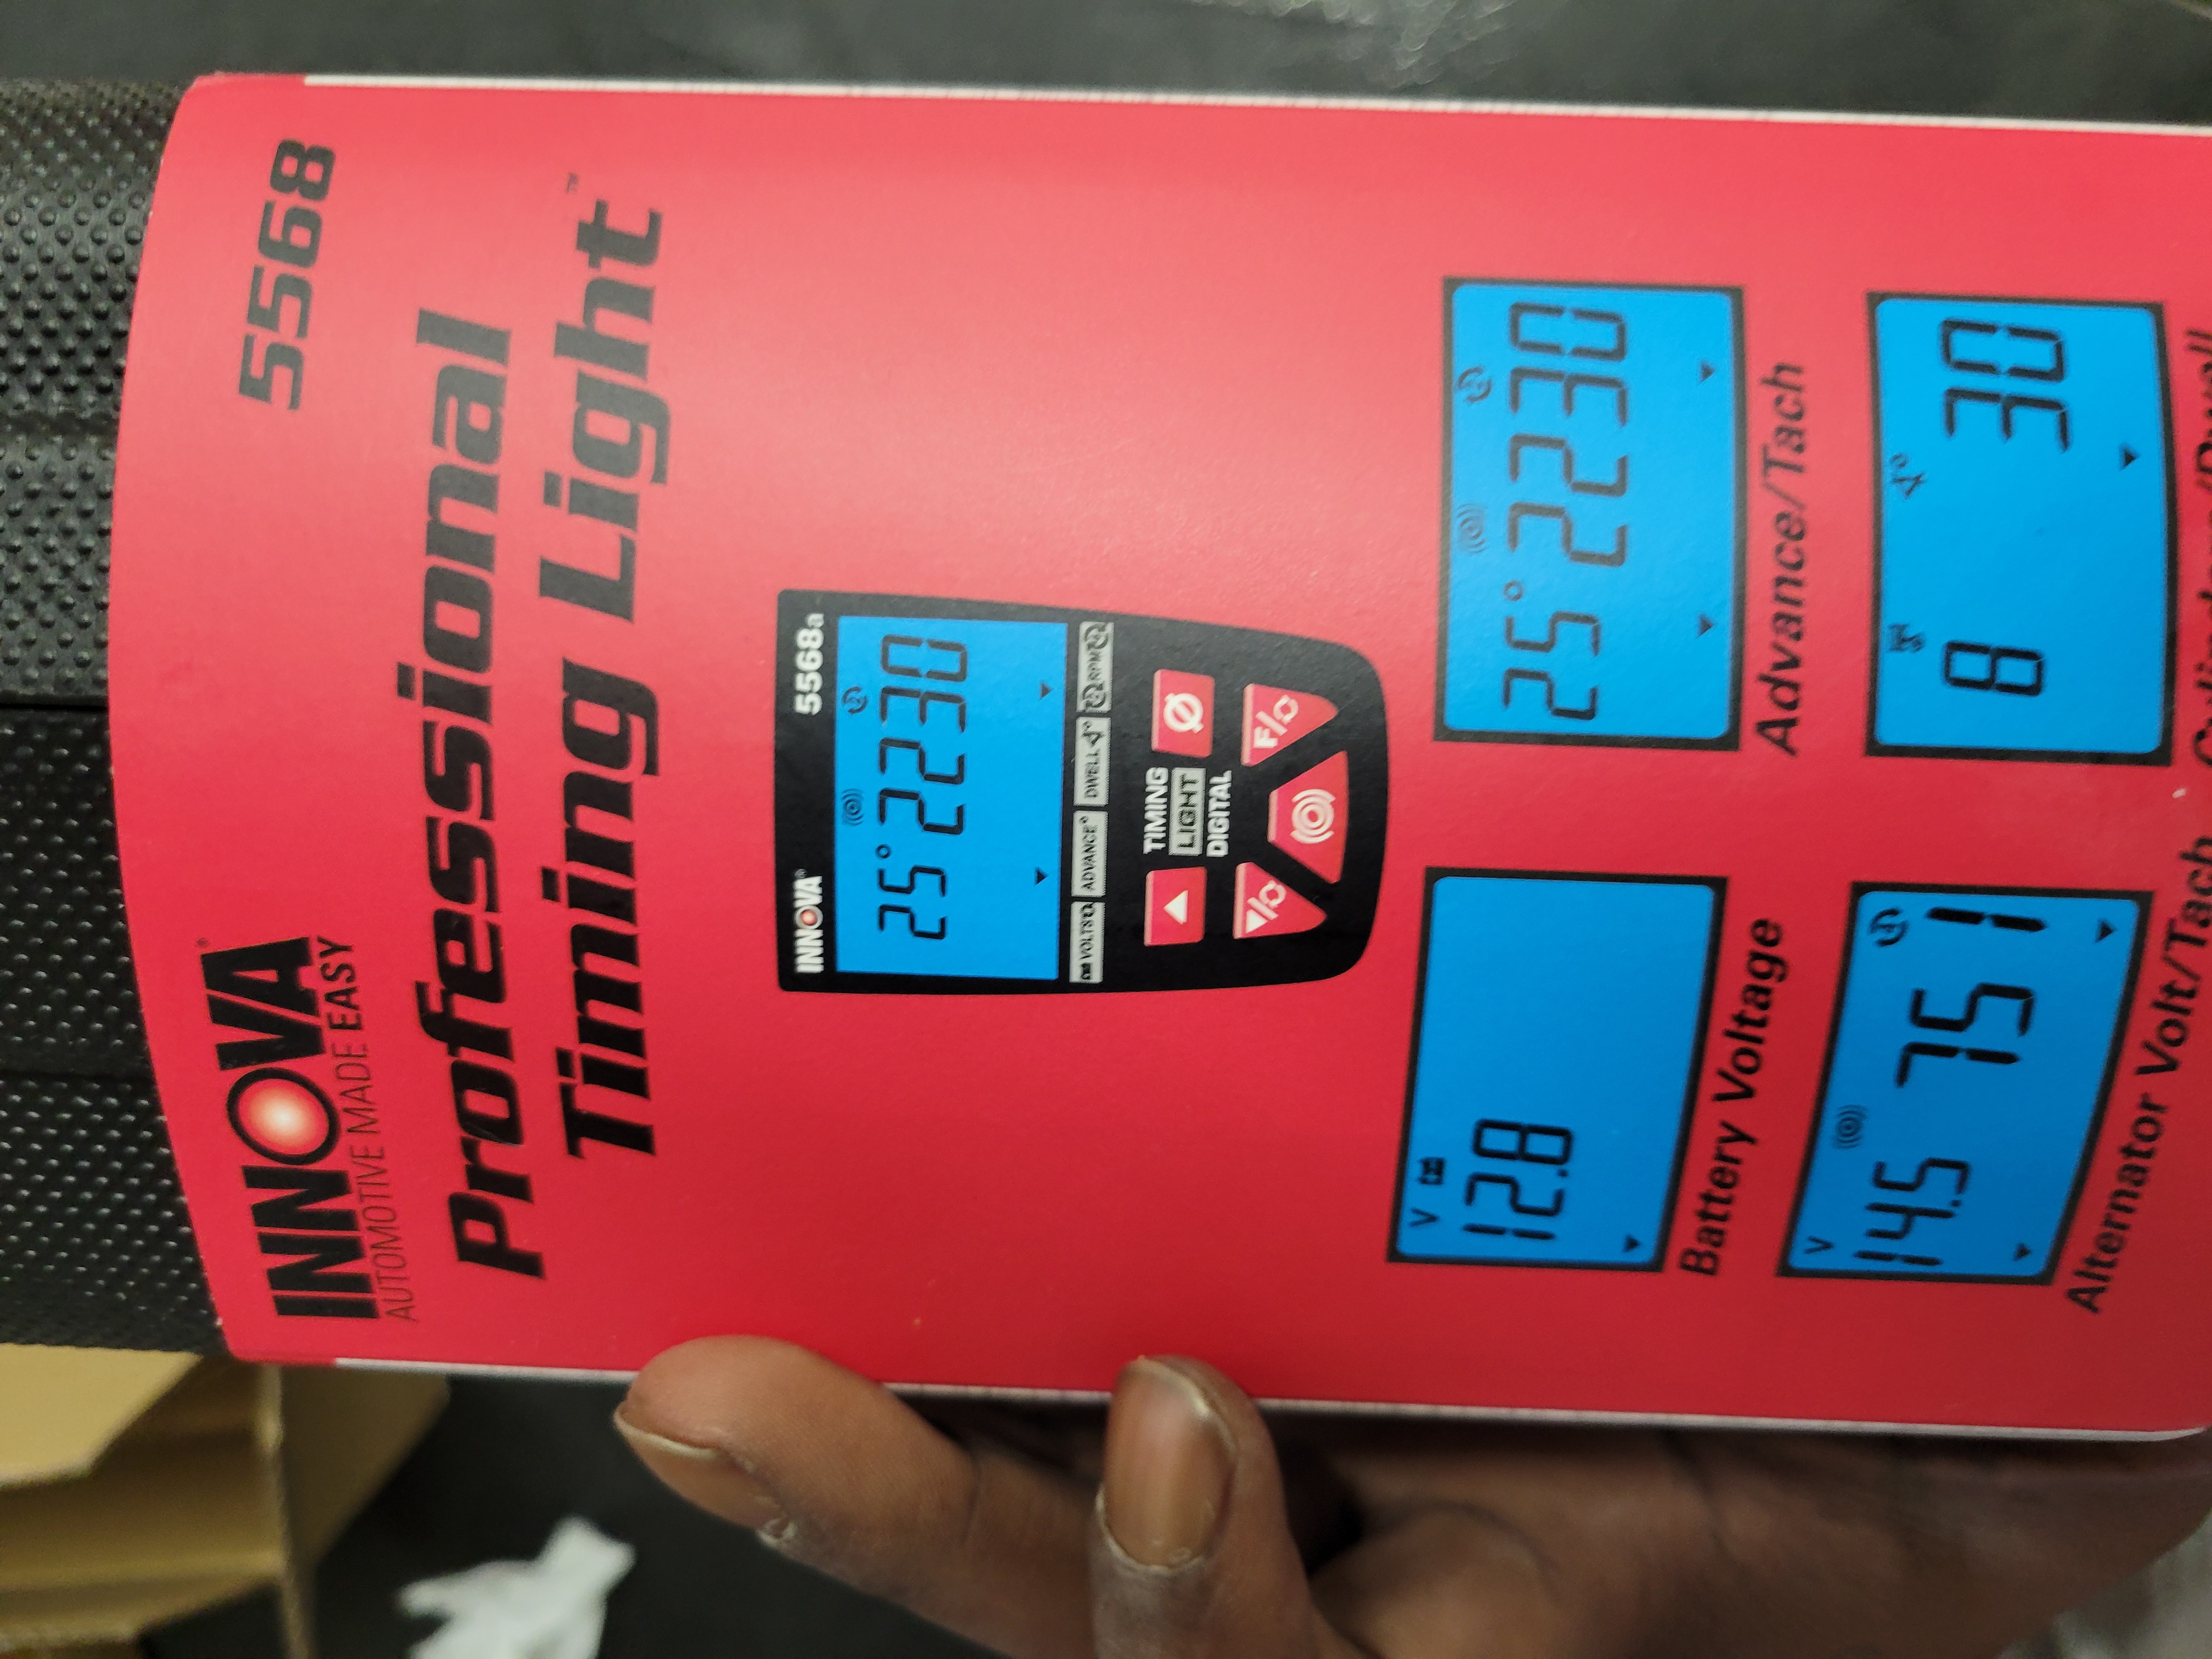 INNOVA®
5568
AUTOMOTIVE MADE EASY
Professional
Timing Light™
INNOVA® 5568a
25° 2230
VOLTS ADVANCE° DWELL RPM
TIMING
LIGHT
DIGITAL
F/
V
12.8
25° 2230
Battery Voltage
Advance/Tach
V
14.5 751
8 30
Alternator Volt/Tach